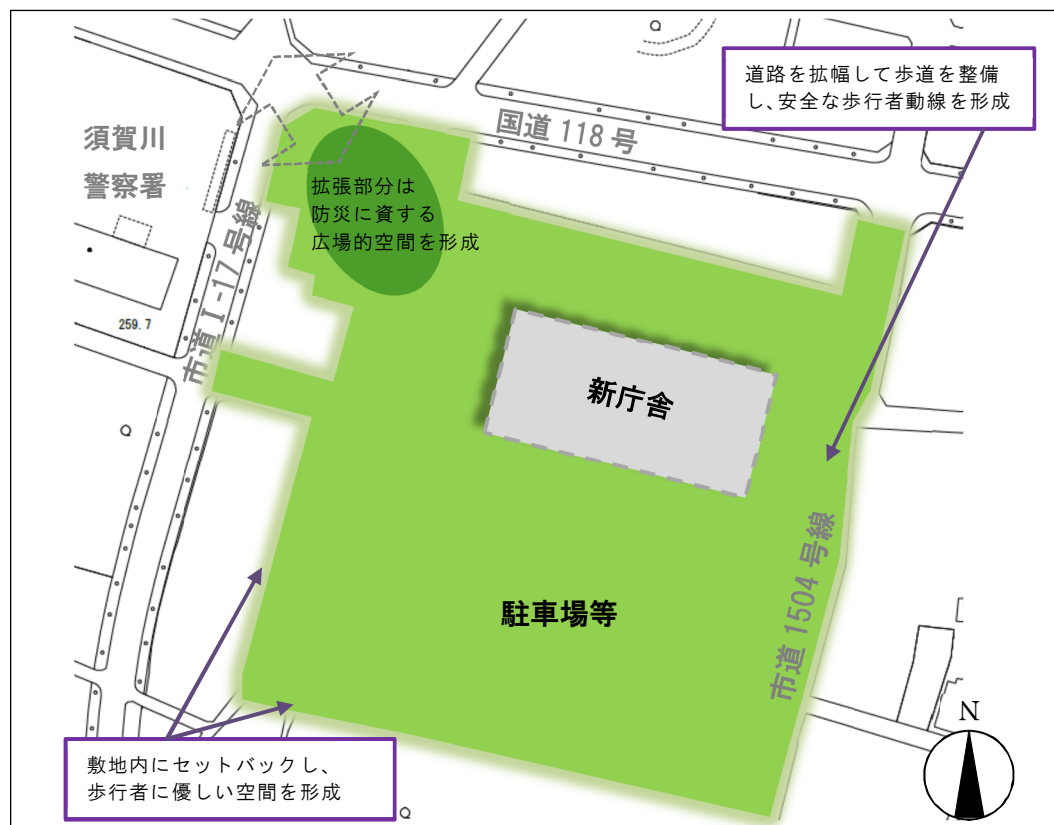 道路を拡幅して歩道を整備
し、安全な歩行者動線を形成
国道 118 号
須賀川
警察署
拡張部分は
防災に資する
広場的空間を形成
市道Ⅰ-17 号線
259.7
新庁舎
市道 1504 号線
駐車場等
N
敷地内にセットバックし、
歩行者に優しい空間を形成